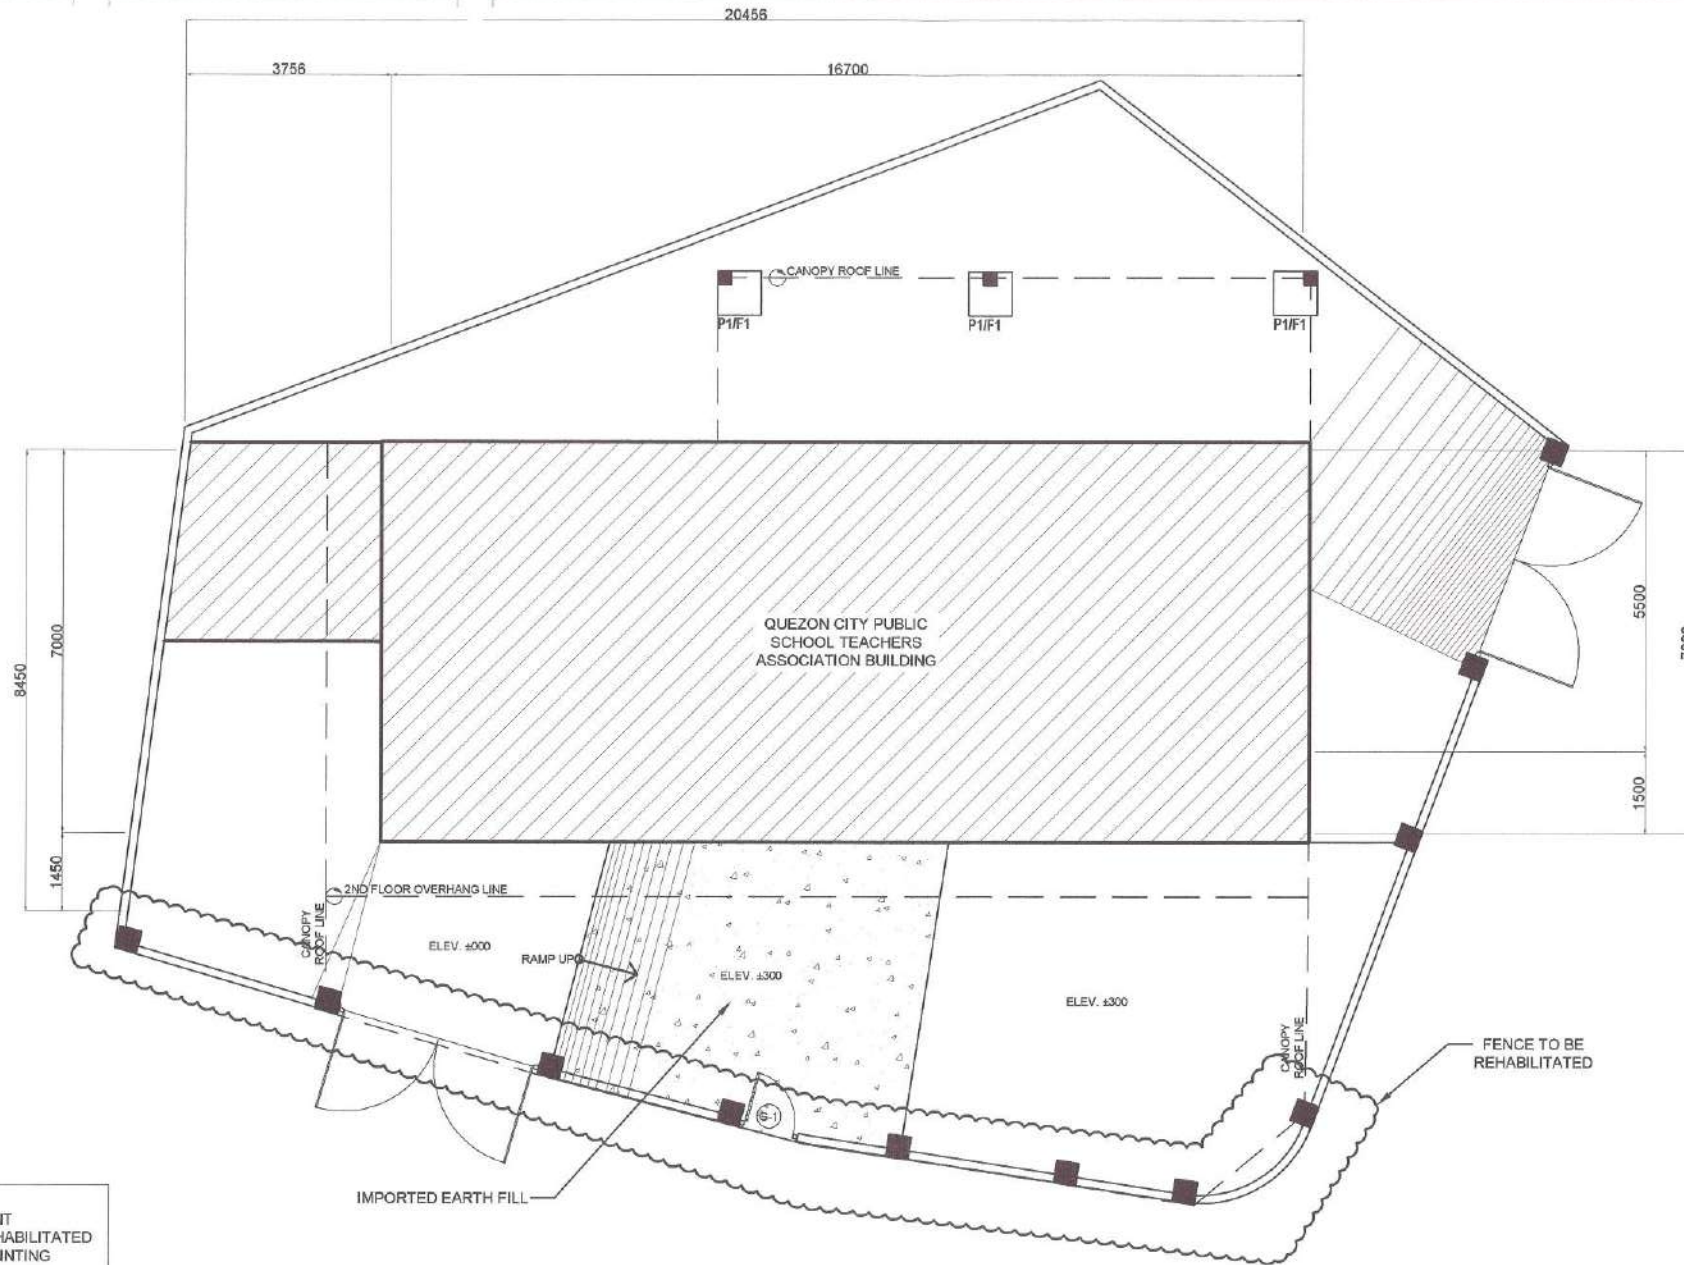 20456
3756
16700
CANOPY ROOF LINE
P1/F1
P1/F1
P1/F1
QUEZON CITY PUBLIC
SCHOOL TEACHERS
ASSOCIATION BUILDING
8450
7000
1450
5500
1500
2ND FLOOR OVERHANG LINE
CANOPY
ROOF LINE
ELEV. ±000
RAMP UP
ELEV. ±300
ELEV. ±300
CANOPY
ROOF LINE
FENCE TO BE
REHABILITATED
G-1
IMPORTED EARTH FILL
HABILITATED
INTING